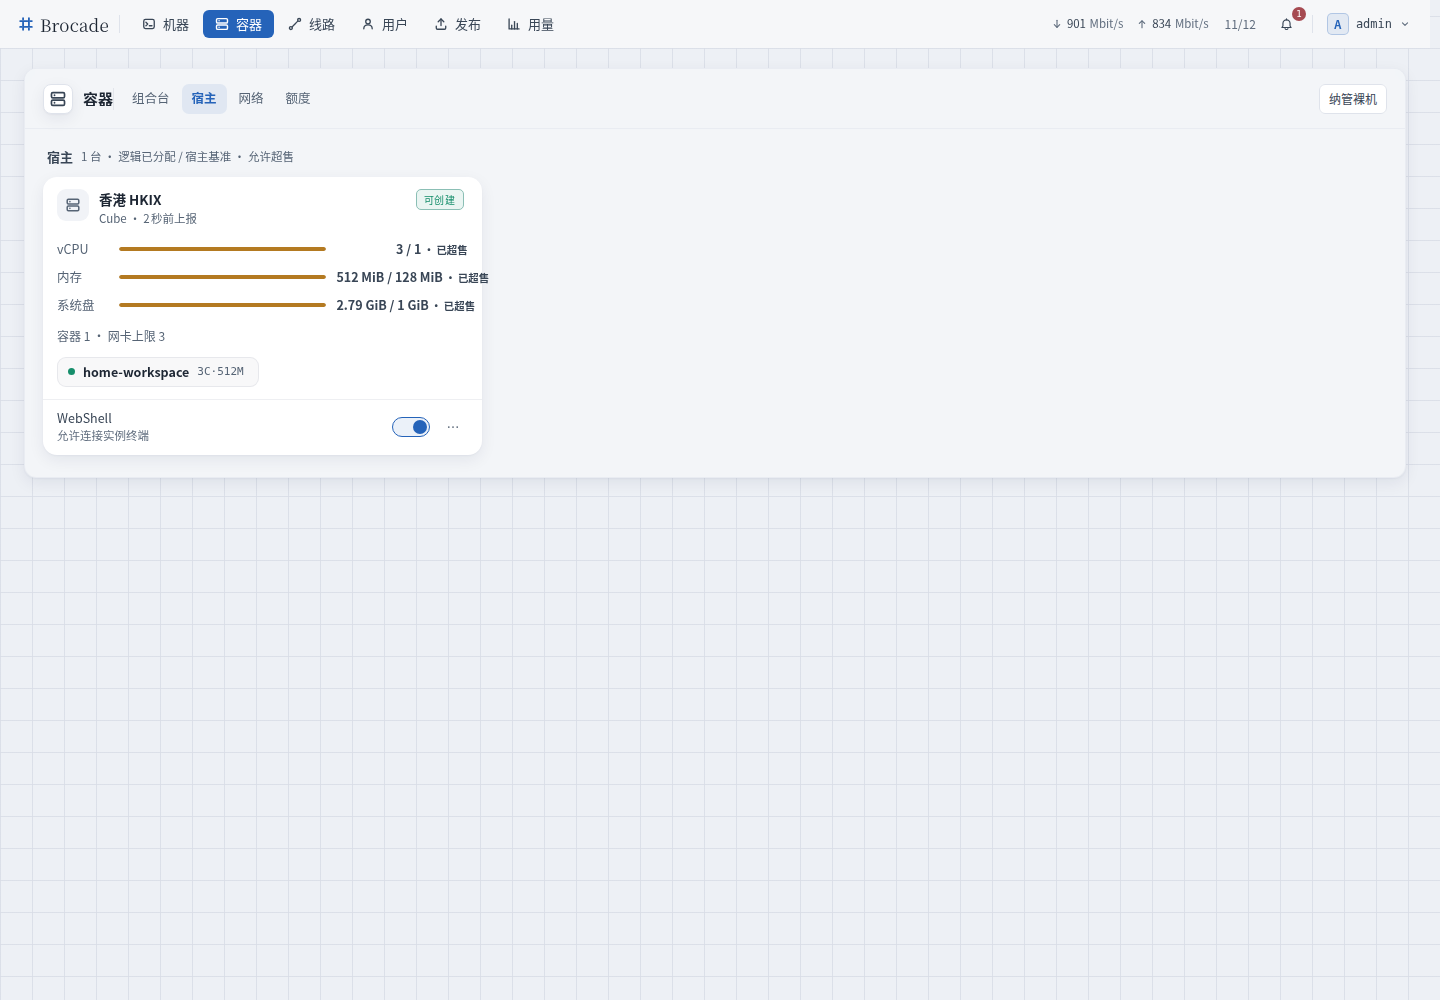 Brocade 机器 容器 线路 用户 发布 用量 ↓ 901 Mbit/s ↑ 834 Mbit/s 11/12 1 A admin
容器 组合台 宿主 网络 额度 纳管裸机
宿主 1 台 · 逻辑已分配 / 宿主基准 · 允许超售
香港 HKIX 可创建
Cube · 2秒前上报
vCPU 3 / 1 · 已超售
内存 512 MiB / 128 MiB · 已超售
系统盘 2.79 GiB / 1 GiB · 已超售
容器 1 · 网卡上限 3
home-workspace 3C·512M
WebShell
允许连接实例终端 ···